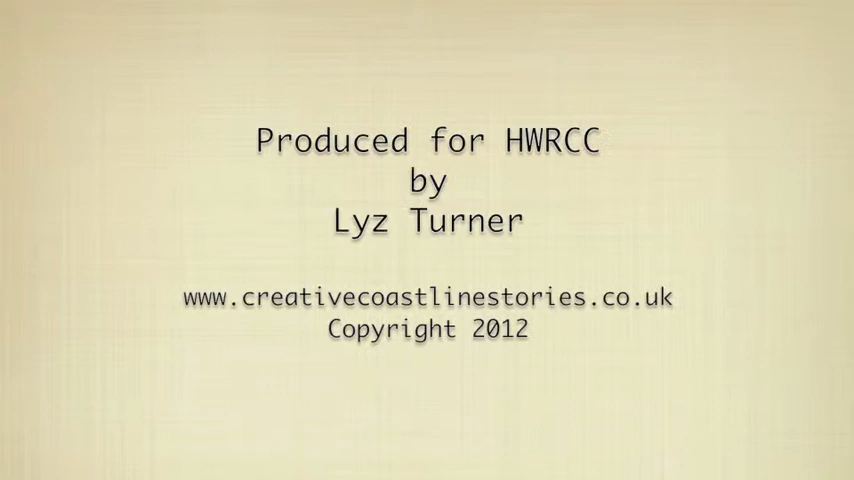 Produced for HWRCC
by
Lyz Turner
www.creativecoastlinestories.co.uk
Copyright 2012